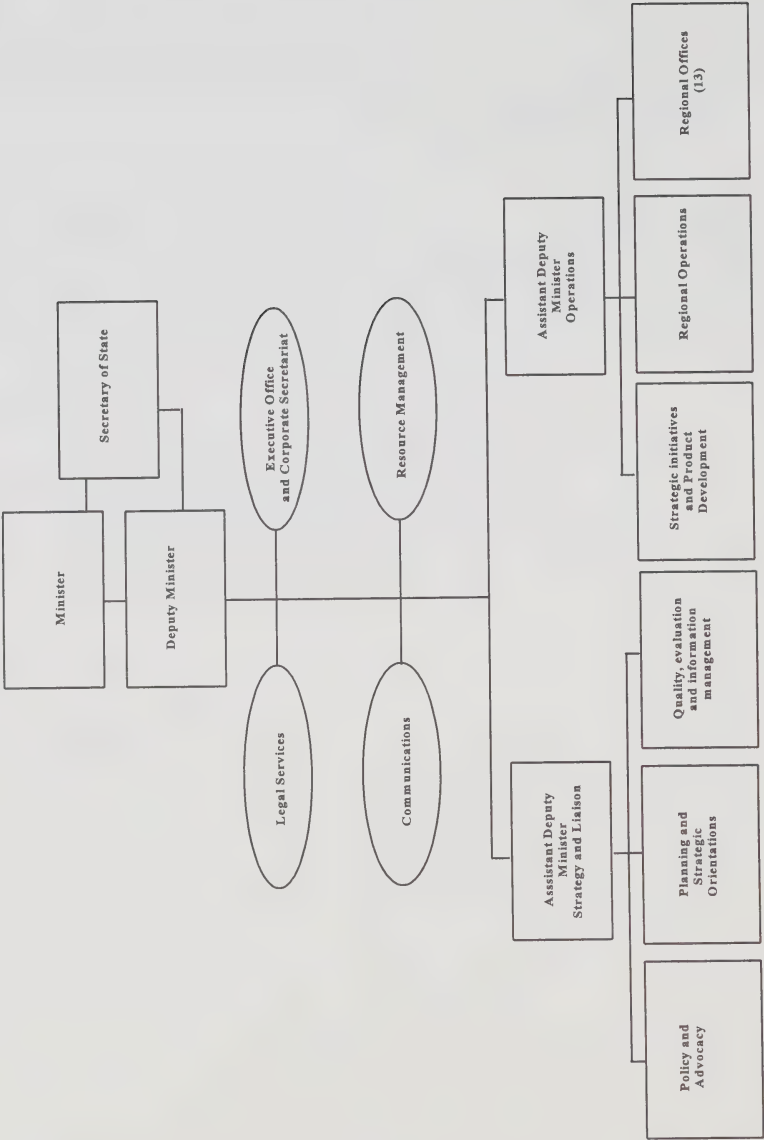 Minister
Secretary of State
Deputy Minister
Legal Services
Executive Office
and Corporate Secretariat
Communications
Resource Management
Asssistant Deputy
Minister
Strategy and Liaison
Assistant Deputy
Minister
Operations
Policy and
Advocacy
Planning and
Strategic
Orientations
Quality, evaluation
and information
management
Strategic initiatives
and Product
Development
Regional Operations
Regional Offices
(13)